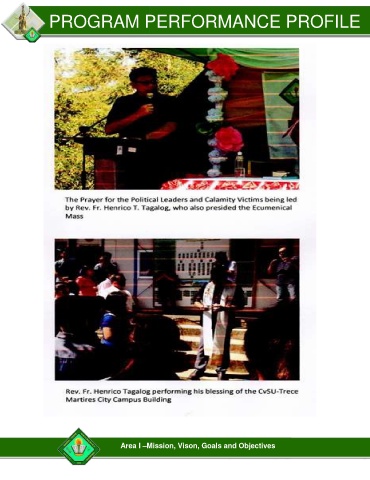 PROGRAM PERFORMANCE PROFILE
The Prayer for the Political Leaders and Calamity Victims being led
by Rev. Fr. Henrico T. Tagalog, who also presided the Ecumenical
Mass
Rev. Fr. Henrico Tagalog performing his blessing of the CvSU-Trece
Martires City Campus Building
Area I –Mission, Vison, Goals and Objectives